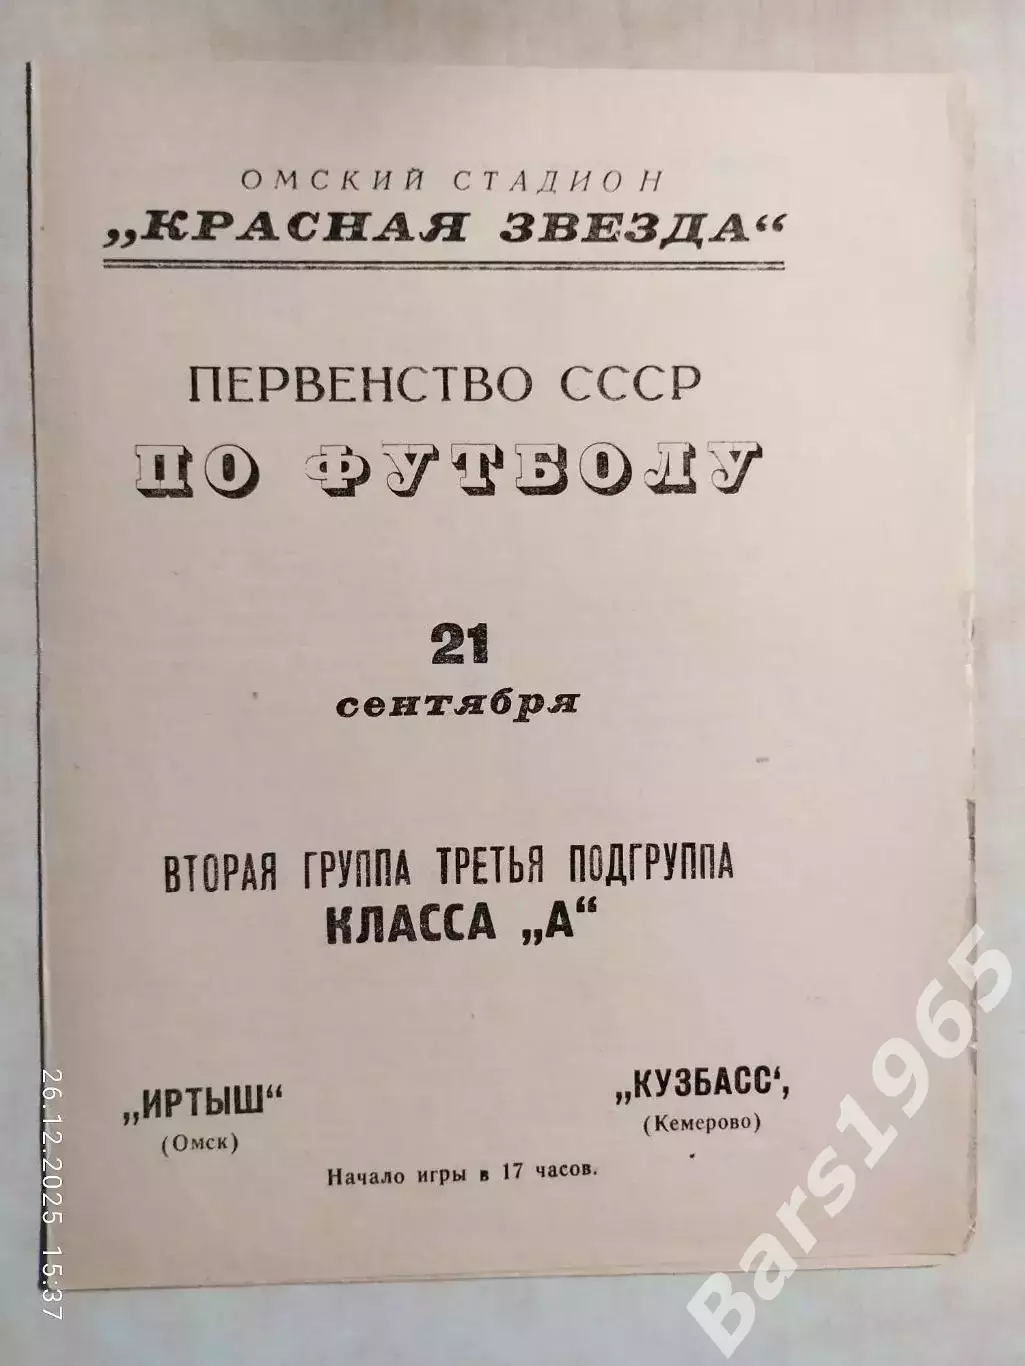 ОМСКИЙ СТАДИОН
„КРАСНАЯ ЗВЕЗДА“
ПЕРВЕНСТВО СССР
ПО ФУТБОЛУ
21
сентября
ВТОРАЯ ГРУППА ТРЕТЬЯ ПОДГРУППА
КЛАССА „А“
„ИРТЫШ“
(Омск)
„КУЗБАСС‘,
(Кемерово)
Начало игры в 17 часов.
26.12.2025 15:37
Bars1965